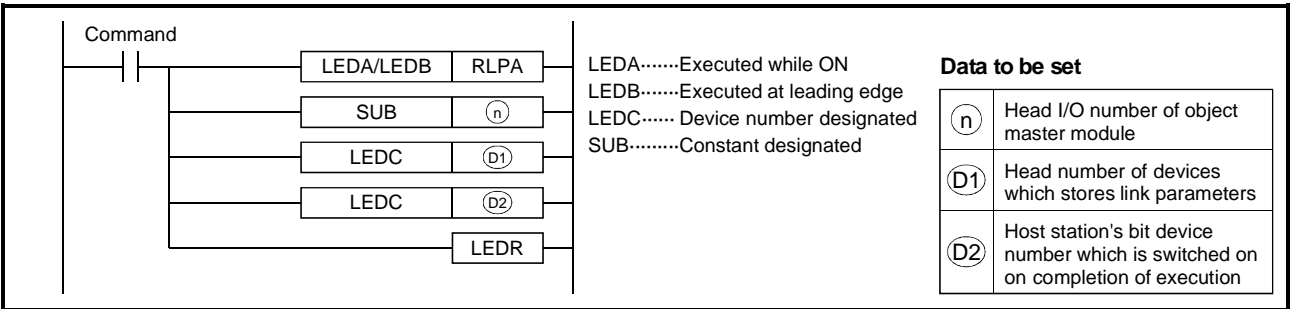 Command
LEDA/LEDB RLPA
SUB n
LEDC D1
LEDC D2
LEDR
LEDA·······Executed while ON
LEDB·······Executed at leading edge
LEDC······ Device number designated
SUB·········Constant designated
Data to be set
n Head I/O number of object
master module
D1 Head number of devices
which stores link parameters
D2 Host station's bit device
number which is switched on
on completion of execution